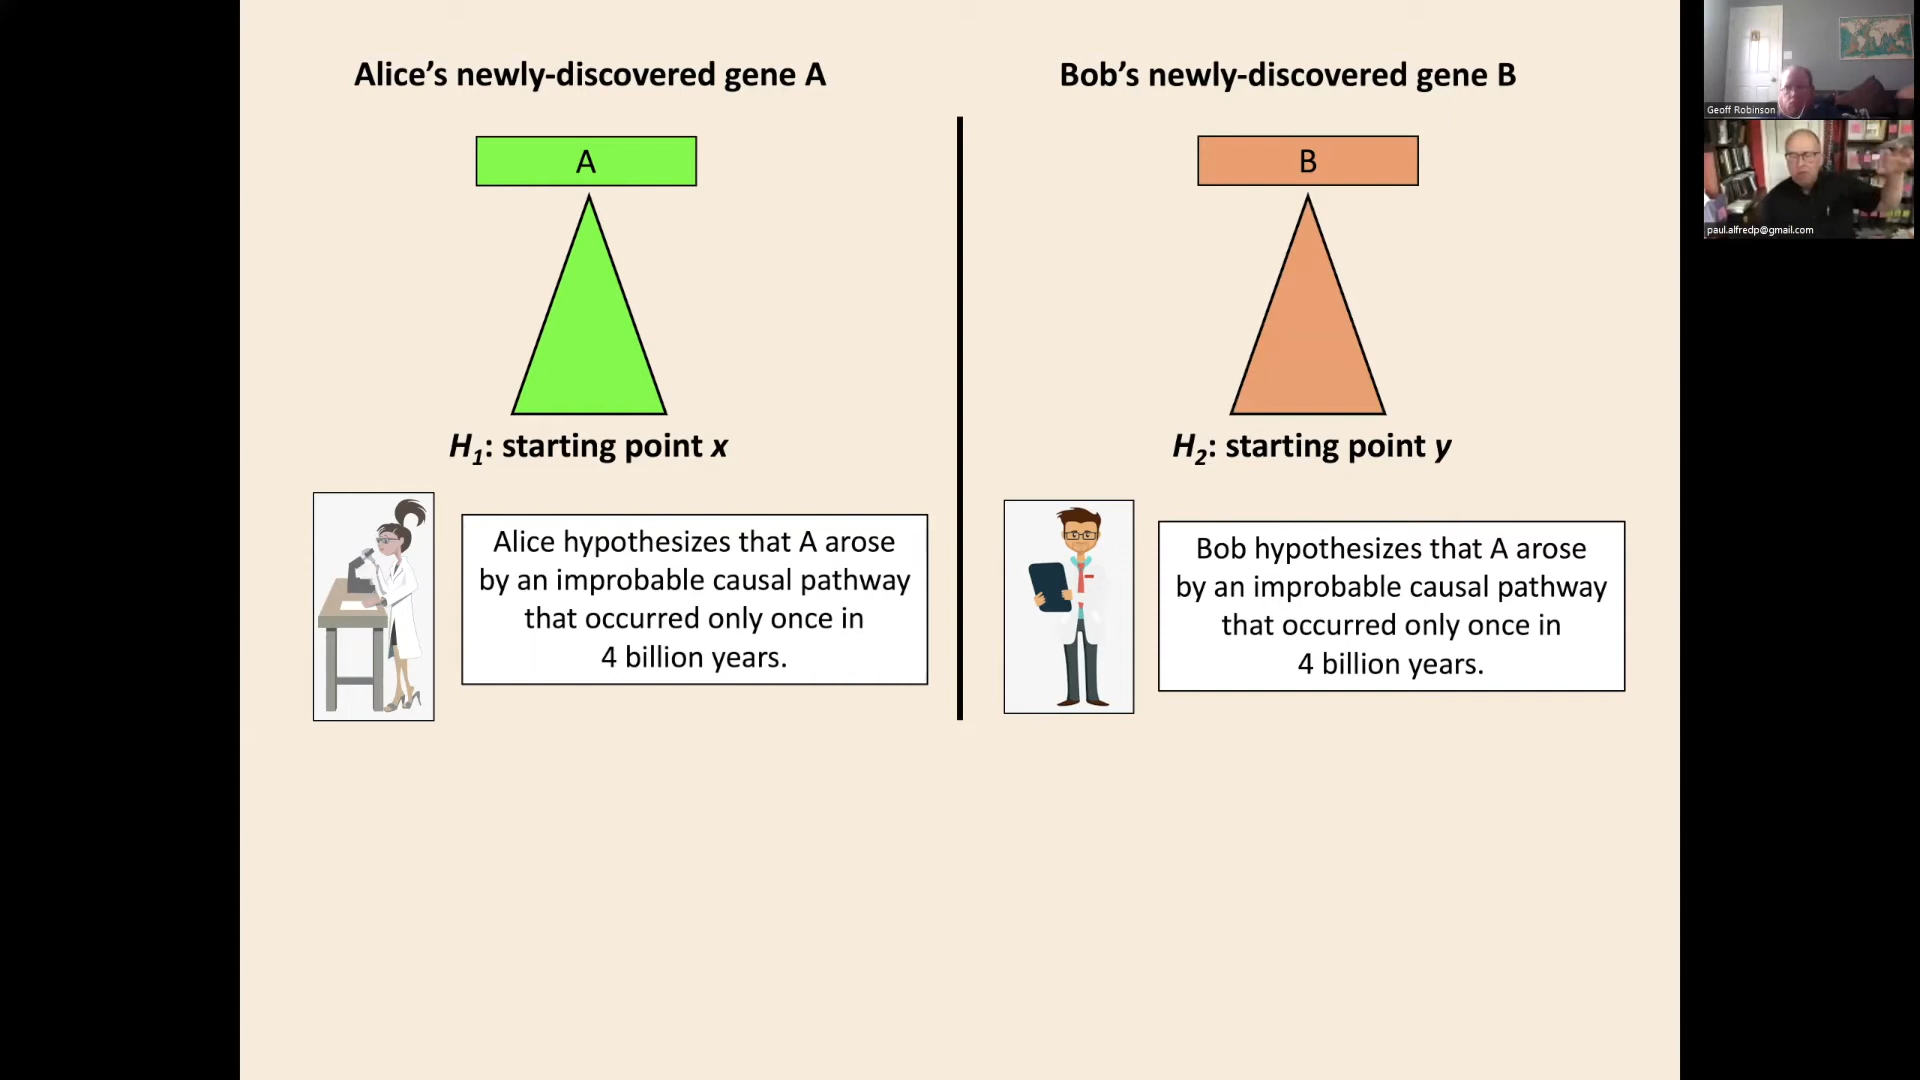 Alice’s newly-discovered gene A
A
H1: starting point x
Alice hypothesizes that A arose
by an improbable causal pathway
that occurred only once in
4 billion years.
Bob’s newly-discovered gene B
B
H2: starting point y
Bob hypothesizes that A arose
by an improbable causal pathway
that occurred only once in
4 billion years.
Geoff Robinson
paul.alfredp@gmail.com